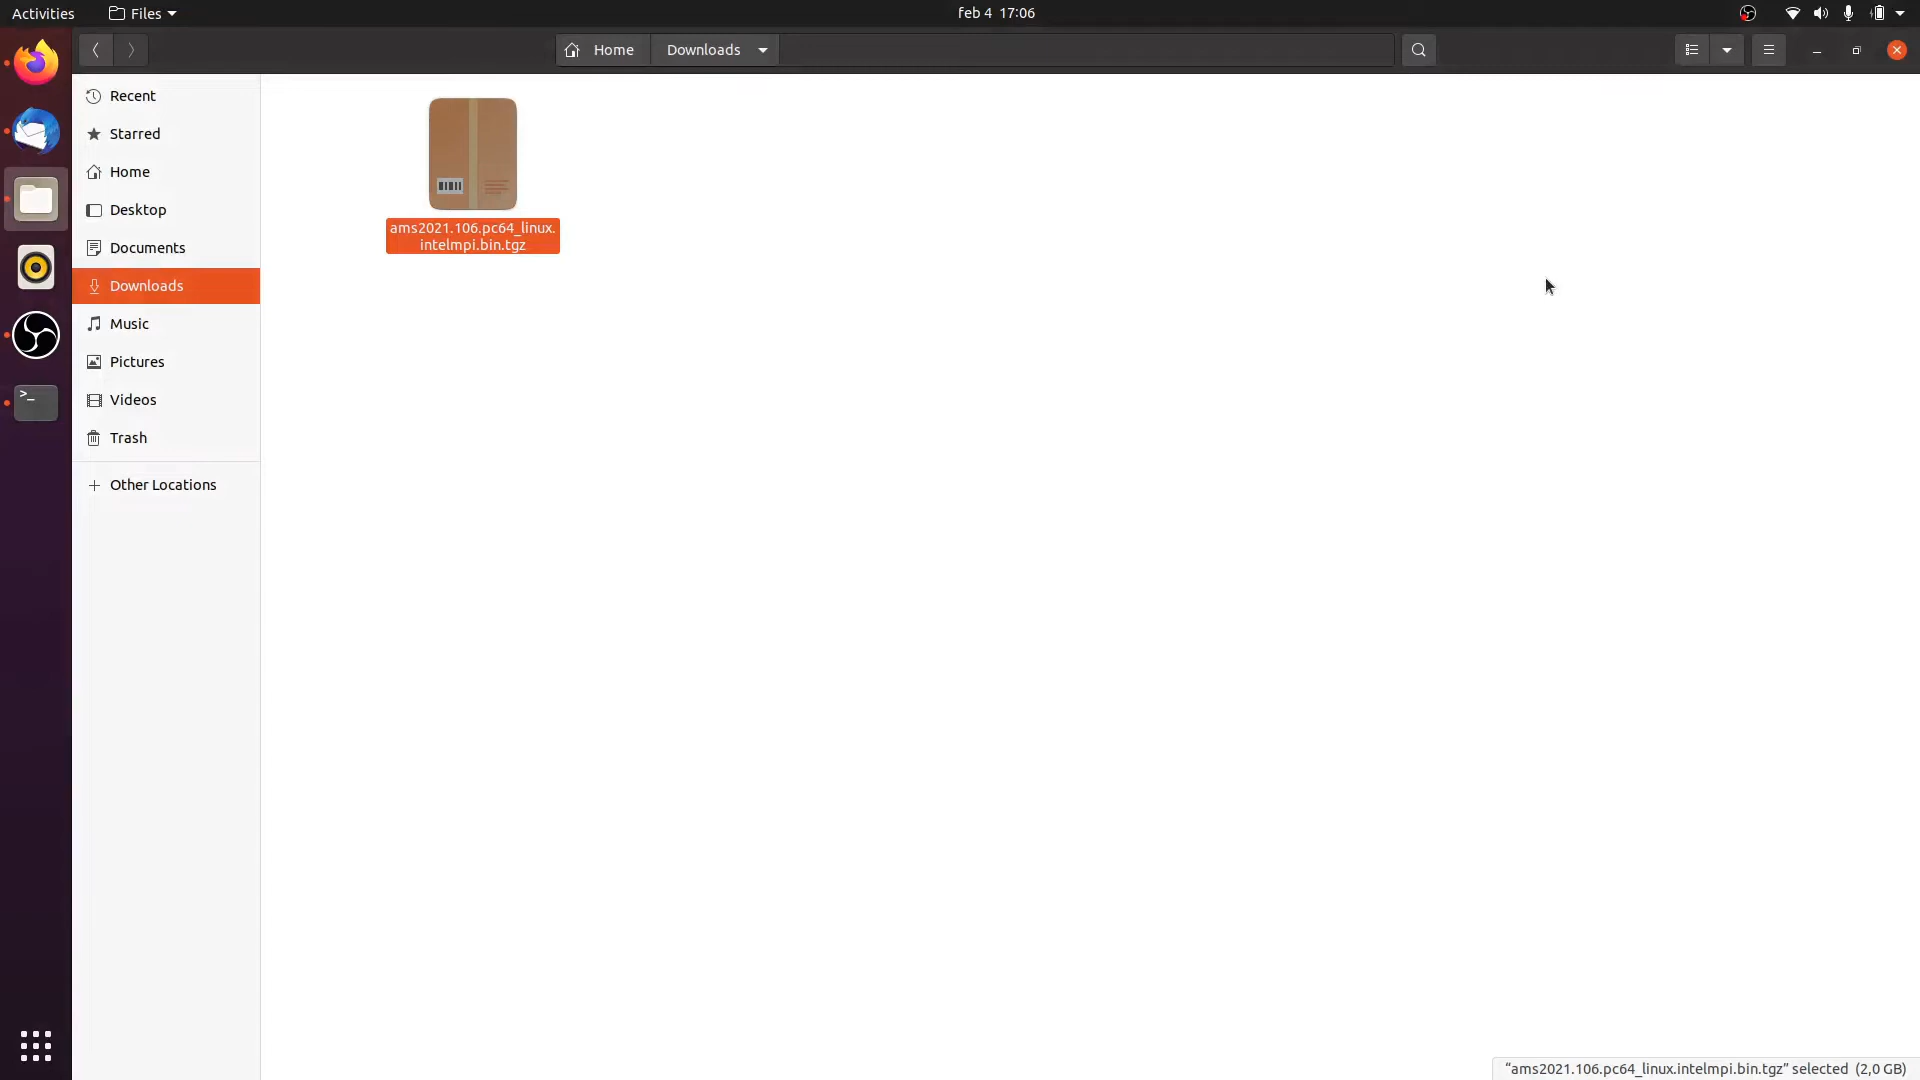 Activities
Files
feb 4 17:06
Home
Downloads
Recent
Starred
Home
Desktop
Documents
Downloads
Music
Pictures
Videos
Trash
Other Locations
ams2021.106.pc64_linux.
intelmpi.bin.tgz
>_
“ams2021.106.pc64_linux.intelmpi.bin.tgz” selected (2,0 GB)